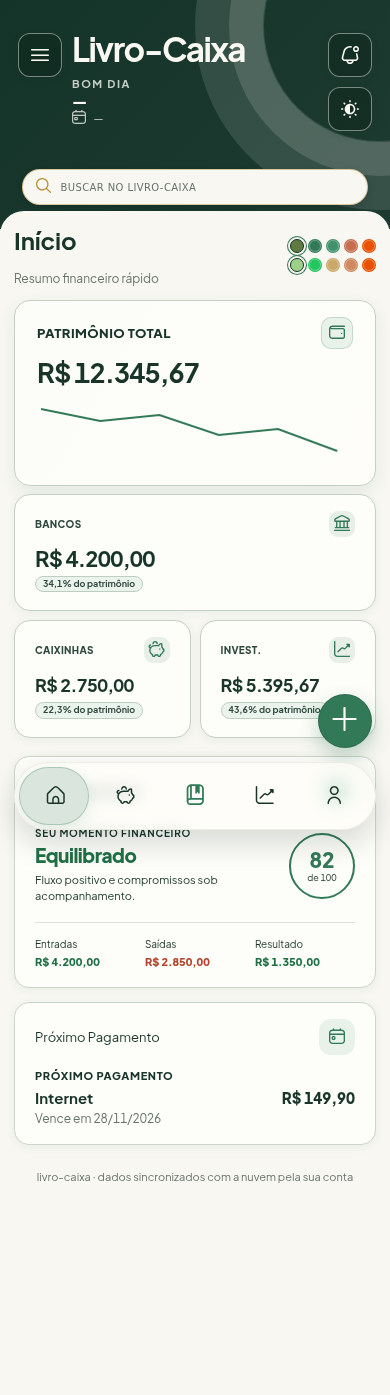 Livro-Caixa
BOM DIA
—
—
BUSCAR NO LIVRO-CAIXA
Início
Resumo financeiro rápido
PATRIMÔNIO TOTAL
R$ 12.345,67
BANCOS
R$ 4.200,00
34,1% do patrimônio
CAIXINHAS
R$ 2.750,00
22,3% do patrimônio
INVEST.
R$ 5.395,67
43,6% do patrimônio
SEU MOMENTO FINANCEIRO
Equilibrado
Fluxo positivo e compromissos sob
acompanhamento.
82
de 100
Entradas
R$ 4.200,00
Saídas
R$ 2.850,00
Resultado
R$ 1.350,00
Próximo Pagamento
PRÓXIMO PAGAMENTO
Internet
R$ 149,90
Vence em 28/11/2026
livro-caixa · dados sincronizados com a nuvem pela sua conta